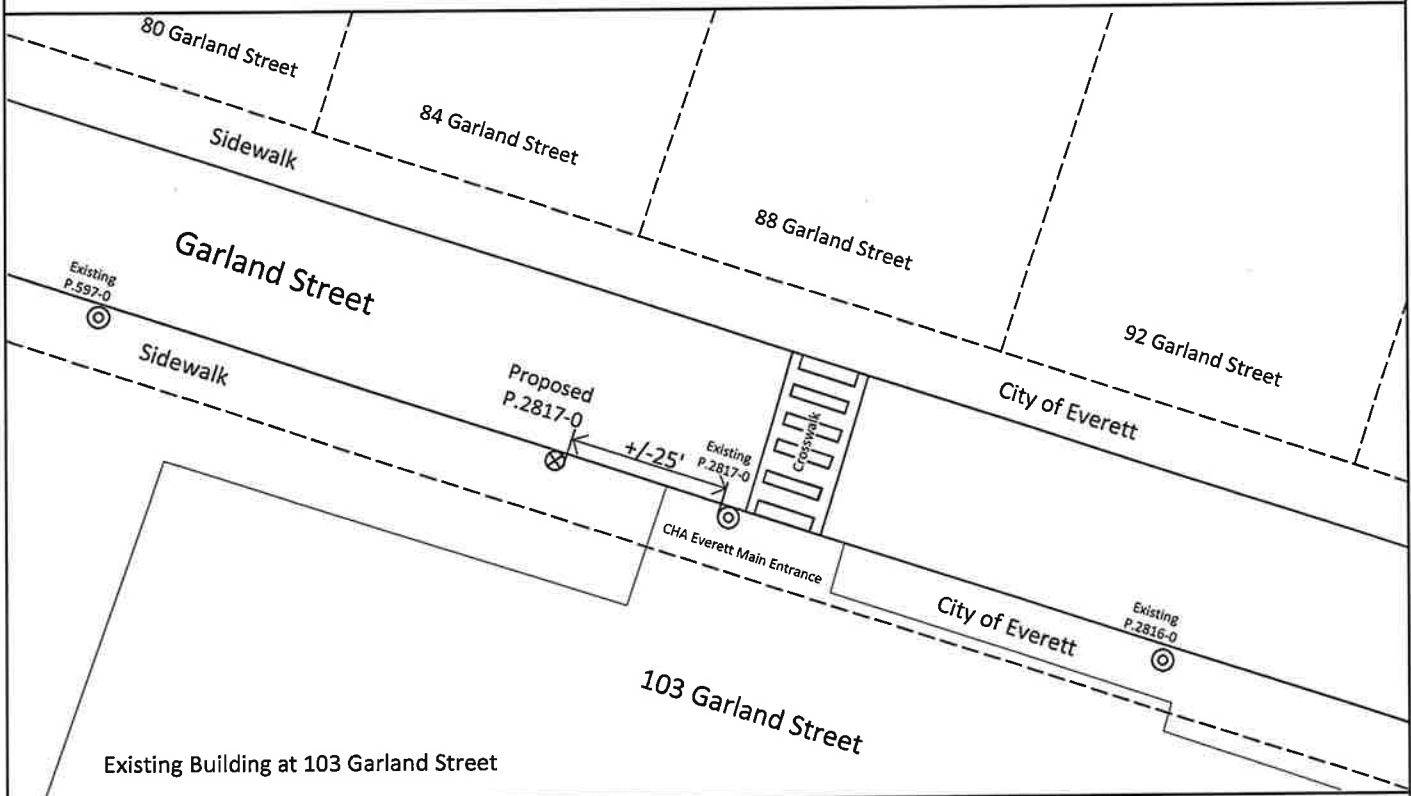 80 Garland Street
84 Garland Street
Sidewalk
88 Garland Street
Garland Street
Existing
P.597-0
92 Garland Street
Sidewalk
Proposed
P.2817-0
City of Everett
+/-25'
Existing
P.2817-0
Crosswalk
CHA Everett Main Entrance
City of Everett
Existing
P.2816-0
103 Garland Street
Existing Building at 103 Garland Street